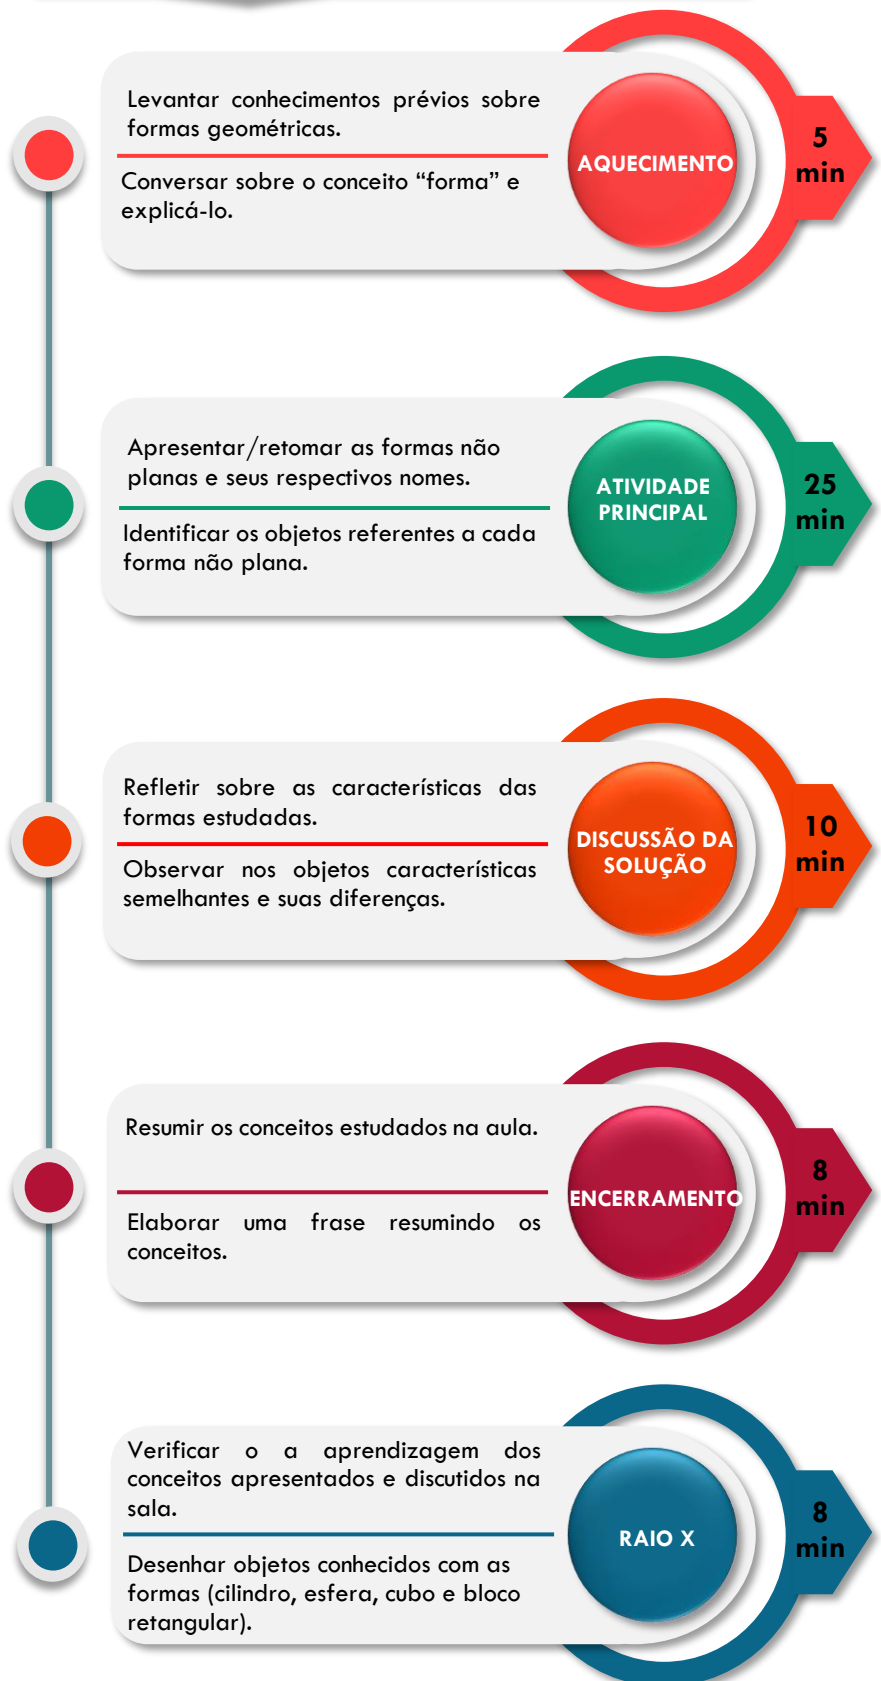 Levantar conhecimentos prévios sobre
formas geométricas.
Conversar sobre o conceito “forma” e
explicá-lo.
AQUECIMENTO
5
min
Apresentar/retomar as formas não
planas e seus respectivos nomes.
Identificar os objetos referentes a cada
forma não plana.
ATIVIDADE
PRINCIPAL
25
min
Refletir sobre as características das
formas estudadas.
Observar nos objetos características
semelhantes e suas diferenças.
DISCUSSÃO DA
SOLUÇÃO
10
min
Resumir os conceitos estudados na aula.
Elaborar uma frase resumindo os
conceitos.
ENCERRAMENTO
8
min
Verificar o a aprendizagem dos
conceitos apresentados e discutidos na
sala.
Desenhar objetos conhecidos com as
formas (cilindro, esfera, cubo e bloco
retangular).
RAIO X
8
min